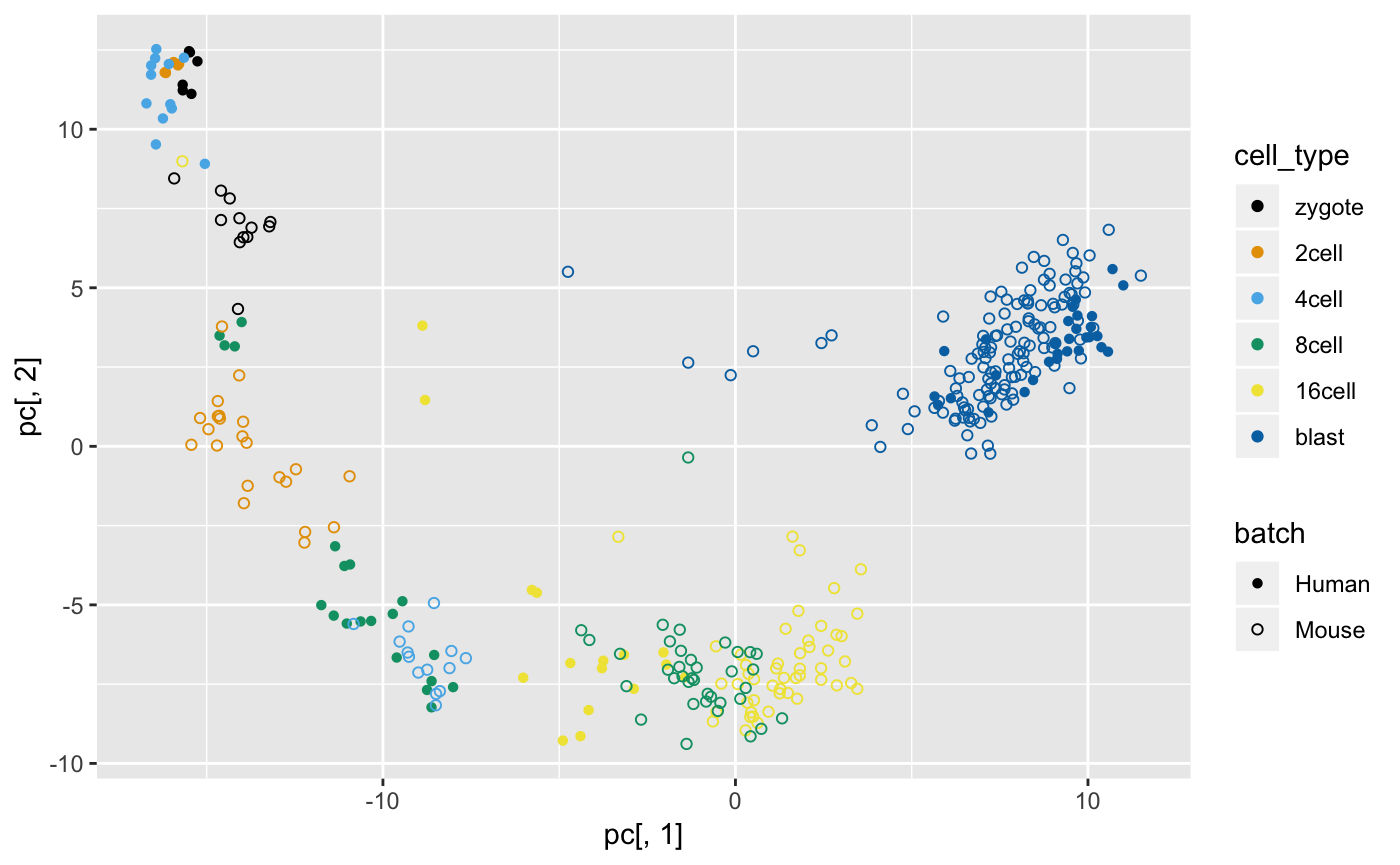 10
5
0
-5
-10
pc[, 2]
-10
0
10
pc[, 1]
cell_type
zygote
2cell
4cell
8cell
16cell
blast
batch
Human
Mouse